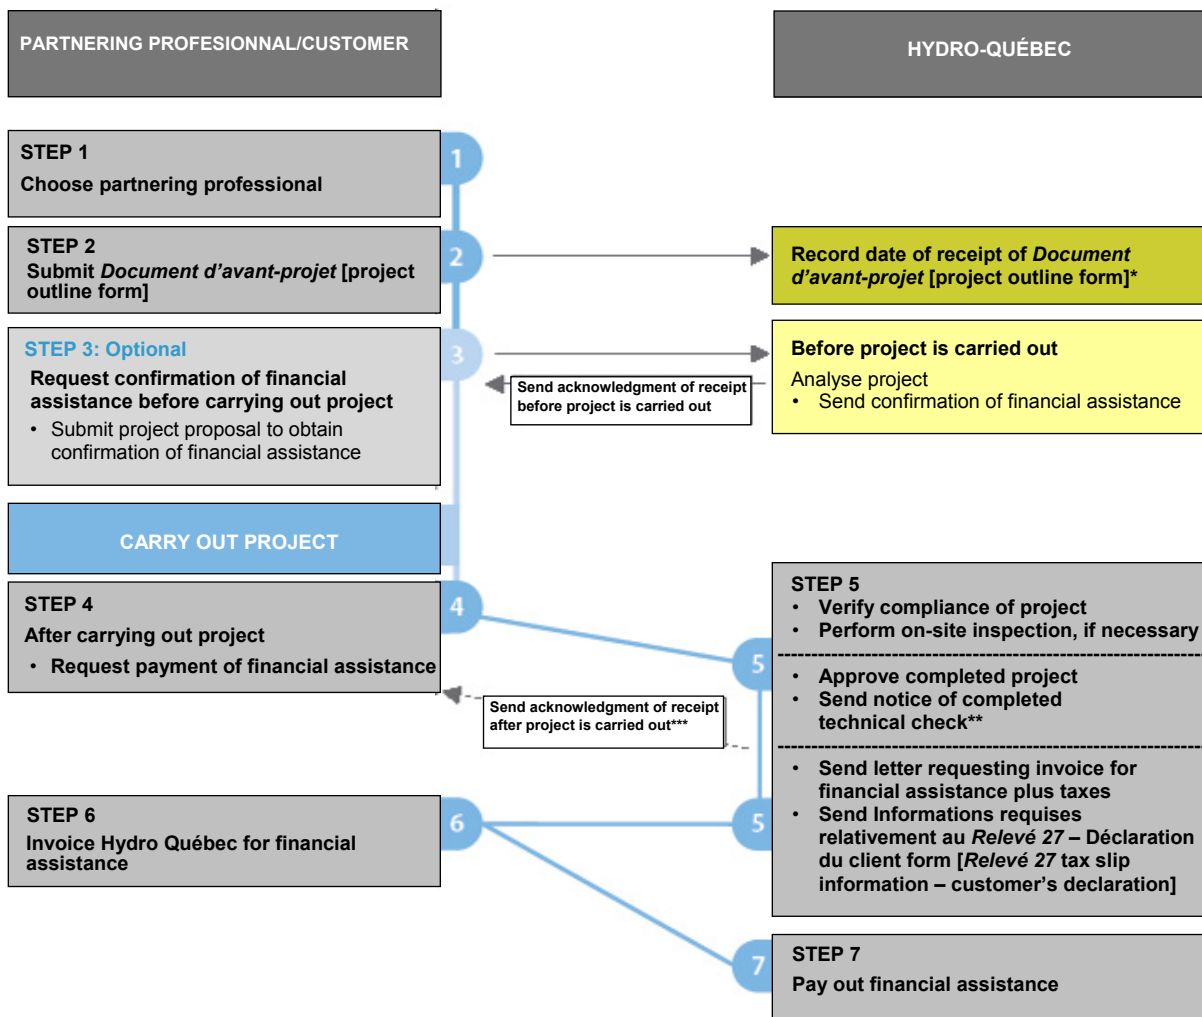 PARTNERING PROFESIONNAL/CUSTOMER
HYDRO-QUÉBEC
STEP 1
Choose partnering professional
1
STEP 2
Submit Document d'avant-projet [project
outline form]
2
Record date of receipt of Document
d'avant-projet [project outline form]*
STEP 3: Optional
Request confirmation of financial
assistance before carrying out project
• Submit project proposal to obtain
confirmation of financial assistance
3
Send acknowledgment of receipt
before project is carried out
Before project is carried out
Analyse project
• Send confirmation of financial assistance
CARRY OUT PROJECT
STEP 4
After carrying out project
• Request payment of financial assistance
4
Send acknowledgment of receipt
after project is carried out***
5
STEP 5
• Verify compliance of project
• Perform on-site inspection, if necessary
• Approve completed project
• Send notice of completed
technical check**
• Send letter requesting invoice for
financial assistance plus taxes
• Send Informations requises
relativement au Relevé 27 – Déclaration
du client form [Relevé 27 tax slip
information – customer's declaration]
5
STEP 6
Invoice Hydro Québec for financial
assistance
6
7
STEP 7
Pay out financial assistance